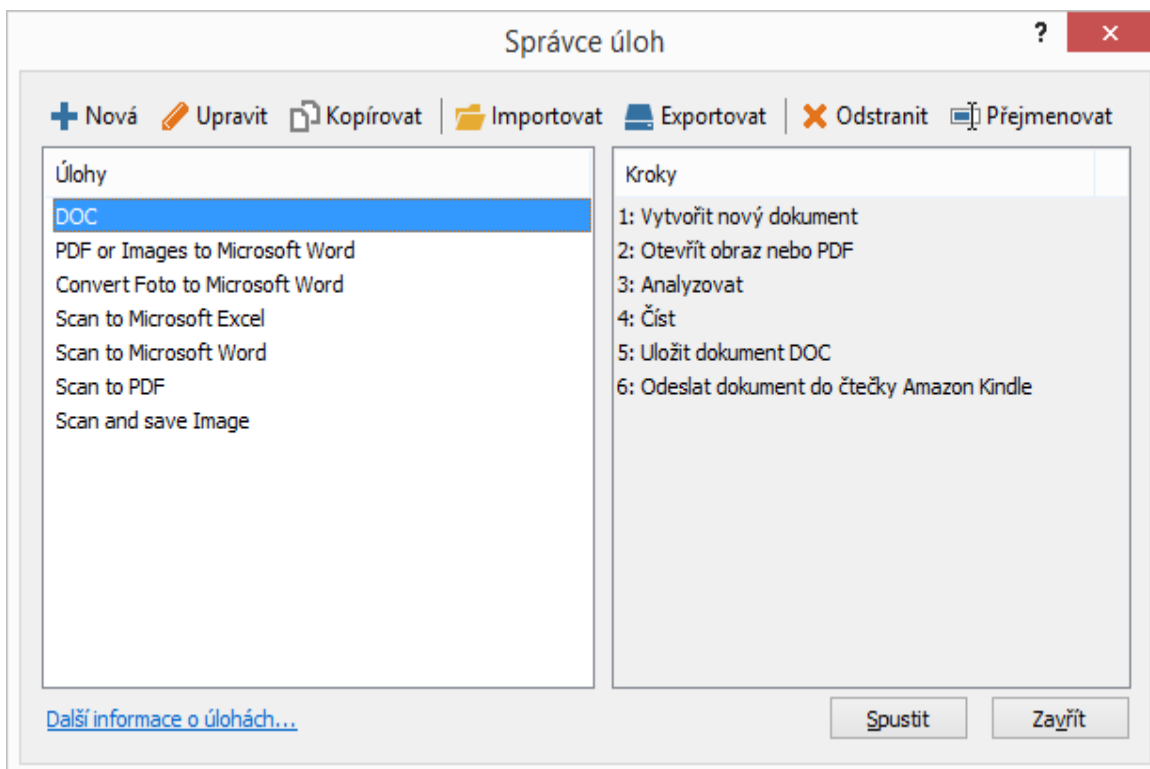 Správce úloh
?
Nová Upravit Kopírovat Importovat Exportovat Odstranit Přejmenovat
Úlohy
DOC
PDF or Images to Microsoft Word
Convert Foto to Microsoft Word
Scan to Microsoft Excel
Scan to Microsoft Word
Scan to PDF
Scan and save Image
Kroky
1: Vytvořit nový dokument
2: Otevřít obraz nebo PDF
3: Analyzovat
4: Číst
5: Uložit dokument DOC
6: Odeslat dokument do čtečky Amazon Kindle
Další informace o úlohách...
Spustit
Zavřít